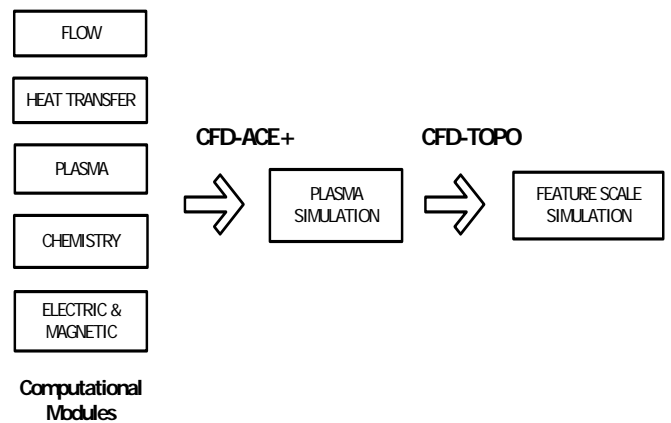 FLOW
HEAT TRANSFER
PLASMA
CHEMISTRY
ELECTRIC &
MAGNETIC
Computational
Modules
CFD-ACE+
PLASMA
SIMULATION
CFD-TOPO
FEATURE SCALE
SIMULATION